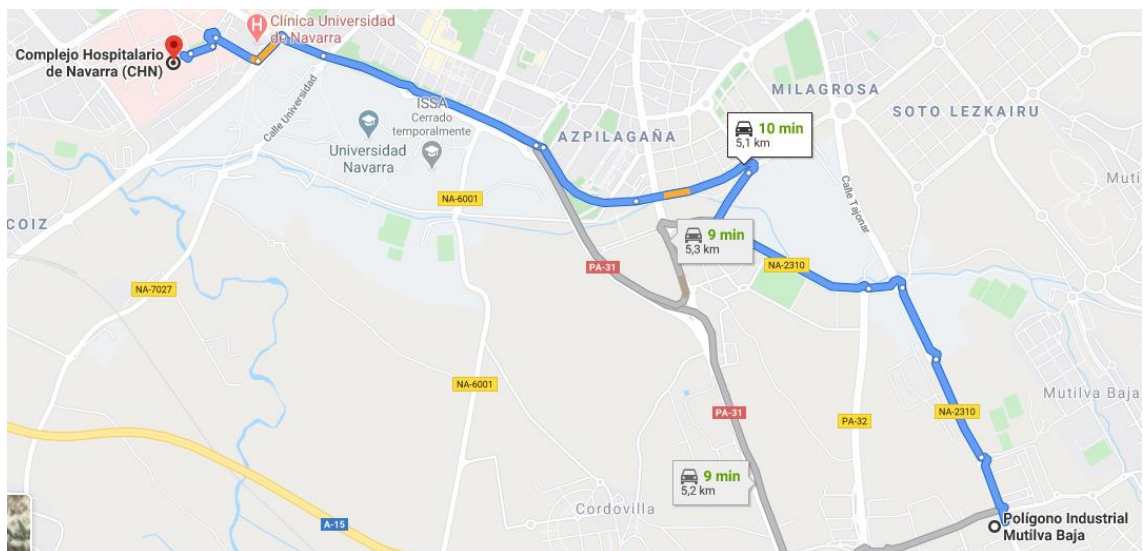 Complejo Hospitalario
de Navarra (CHN)
Clínica Universidad
de Navarra
Calle Universidad
ISSA
Cerrado
temporalmente
Universidad
Navarra
AZPILAGAÑA
MILAGROSA
SOTO LEZKAIRU
10 min
5,1 km
Calle Tajonar
Muti
COIZ
NA-6001
9 min
5,3 km
PA-31
NA-2310
NA-7027
NA-6001
PA-31
PA-32
NA-2310
Mutilva Baja
9 min
5,2 km
Cordovilla
A-15
Polígono Industrial
Mutilva Baja